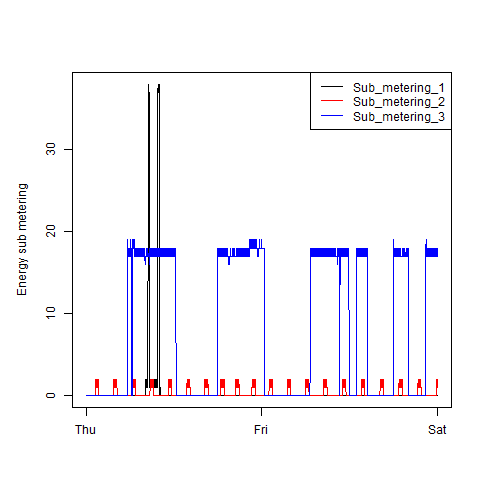 Sub_metering_1
Sub_metering_2
Sub_metering_3
30
20
10
0
Energy sub metering
Thu Fri Sat